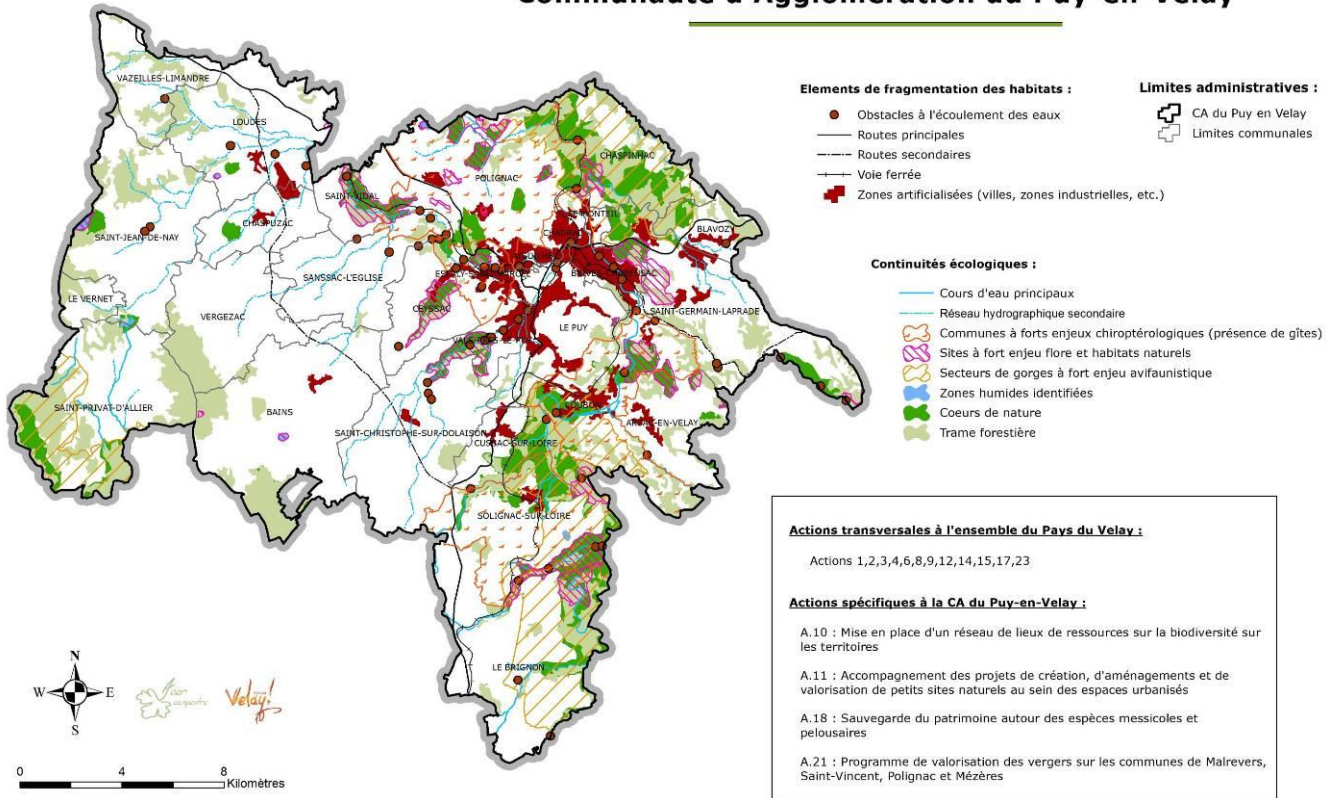 Communauté d'Agglomération du Puy-en-Velay
Elements de fragmentation des habitats :
Obstacles à l'écoulement des eaux
Routes principales
Routes secondaires
Voie ferrée
Zones artificialisées (villes, zones industrielles, etc.)
Limites administratives :
CA du Puy en Velay
Limites communales
Continuités écologiques :
Cours d'eau principaux
Réseau hydrographique secondaire
Communes à forts enjeux chiroptérologiques (présence de gîtes)
Sites à fort enjeu flore et habitats naturels
Secteurs de gorges à fort enjeu avifaunistique
Zones humides identifiées
Coeurs de nature
Trame forestière
VAZEILLES-LIMANDRE
LOUDES
CHASPINHAC
POLIGNAC
SAINT-VIDAL
CHASPUZAC
SAINT-JEAN-DE-NAY
BLAVOZY
SANSSAC-L'EGLISE
LE VERNET
CEYSSAC
VERGEZAC
SAINT-GERMAIN-LAPRADE
LE PUY
SAINT-PRIVAT-D'ALLIER
BAINS
COUBON
SAINT-CHRISTOPHE-SUR-DOLAISON
CUSSAC-SUR-LOIRE
SOLIGNAC-SUR-LOIRE
LE BRIGNON
Actions transversales à l'ensemble du Pays du Velay :
Actions 1,2,3,4,6,8,9,12,14,15,17,23
Actions spécifiques à la CA du Puy-en-Velay :
A.10 : Mise en place d'un réseau de lieux de ressources sur la biodiversité sur
les territoires
A.11 : Accompagnement des projets de création, d'aménagements et de
valorisation de petits sites naturels au sein des espaces urbanisés
A.18 : Sauvegarde du patrimoine autour des espèces messicoles et
pelousaires
A.21 : Programme de valorisation des vergers sur les communes de Malrevers,
Saint-Vincent, Polignac et Mézères
N
W E
S
Velay!
0 4 8
Kilomètres